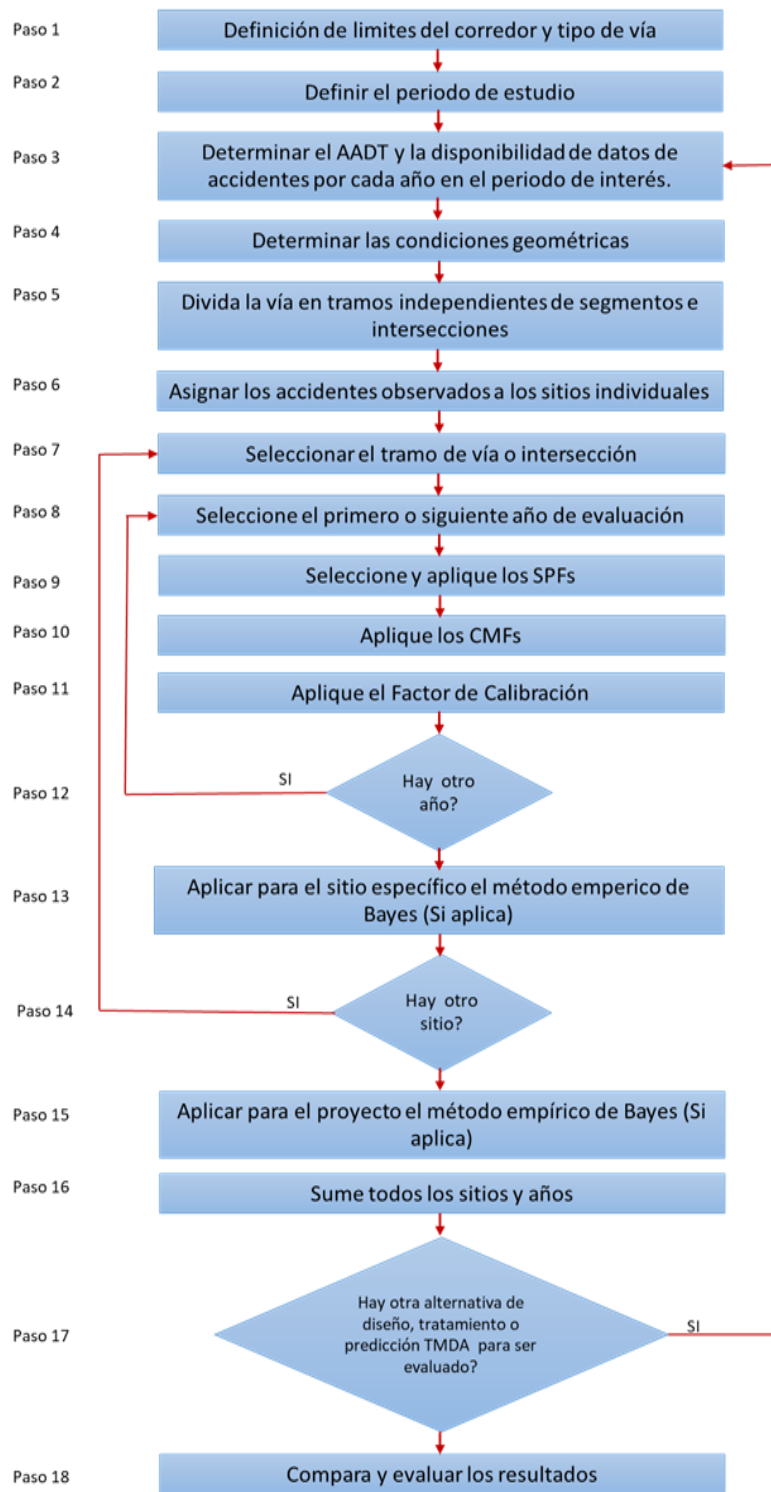 Paso 1
Definición de limites del corredor y tipo de vía
Paso 2
Definir el periodo de estudio
Paso 3
Determinar el AADT y la disponibilidad de datos de
accidentes por cada año en el periodo de interés.
Paso 4
Determinar las condiciones geométricas
Paso 5
Divida la vía en tramos independientes de segmentos e
intersecciones
Paso 6
Asignar los accidentes observados a los sitios individuales
Paso 7
Seleccionar el tramo de vía o intersección
Paso 8
Seleccione el primero o siguiente año de evaluación
Paso 9
Seleccione y aplique los SPFs
Paso 10
Aplique los CMFs
Paso 11
Aplique el Factor de Calibración
Paso 12
SI
Hay otro
año?
Paso 13
Aplicar para el sitio específico el método emperico de
Bayes (Si aplica)
Paso 14
SI
Hay otro
sitio?
Paso 15
Aplicar para el proyecto el método empírico de Bayes (Si
aplica)
Paso 16
Sume todos los sitios y años
Paso 17
Hay otra alternativa de
diseño, tratamiento o
predicción TMDA para ser
evaluado?
SI
Paso 18
Compara y evaluar los resultados